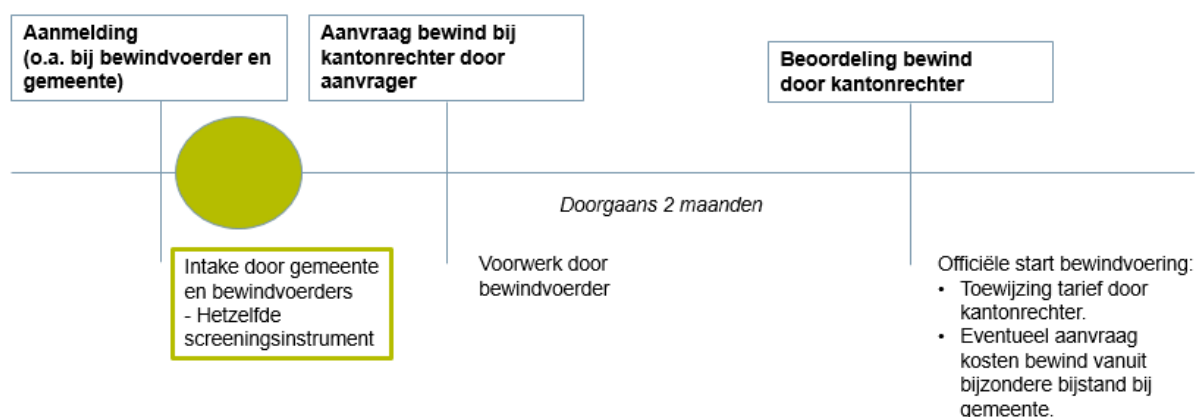 Aanmelding
(o.a. bij bewindvoerder en
gemeente)
Aanvraag bewind bij
kantonrechter door
aanvrager
Beoordeling bewind
door kantonrechter
Doorgaans 2 maanden
Intake door gemeente
en bewindvoerders
- Hetzelfde
screeningsinstrument
Voorwerk door
bewindvoerder
Officiële start bewindvoering:
• Toewijzing tarief door
kantonrechter.
• Eventueel aanvraag
kosten bewind vanuit
bijzondere bijstand bij
gemeente.